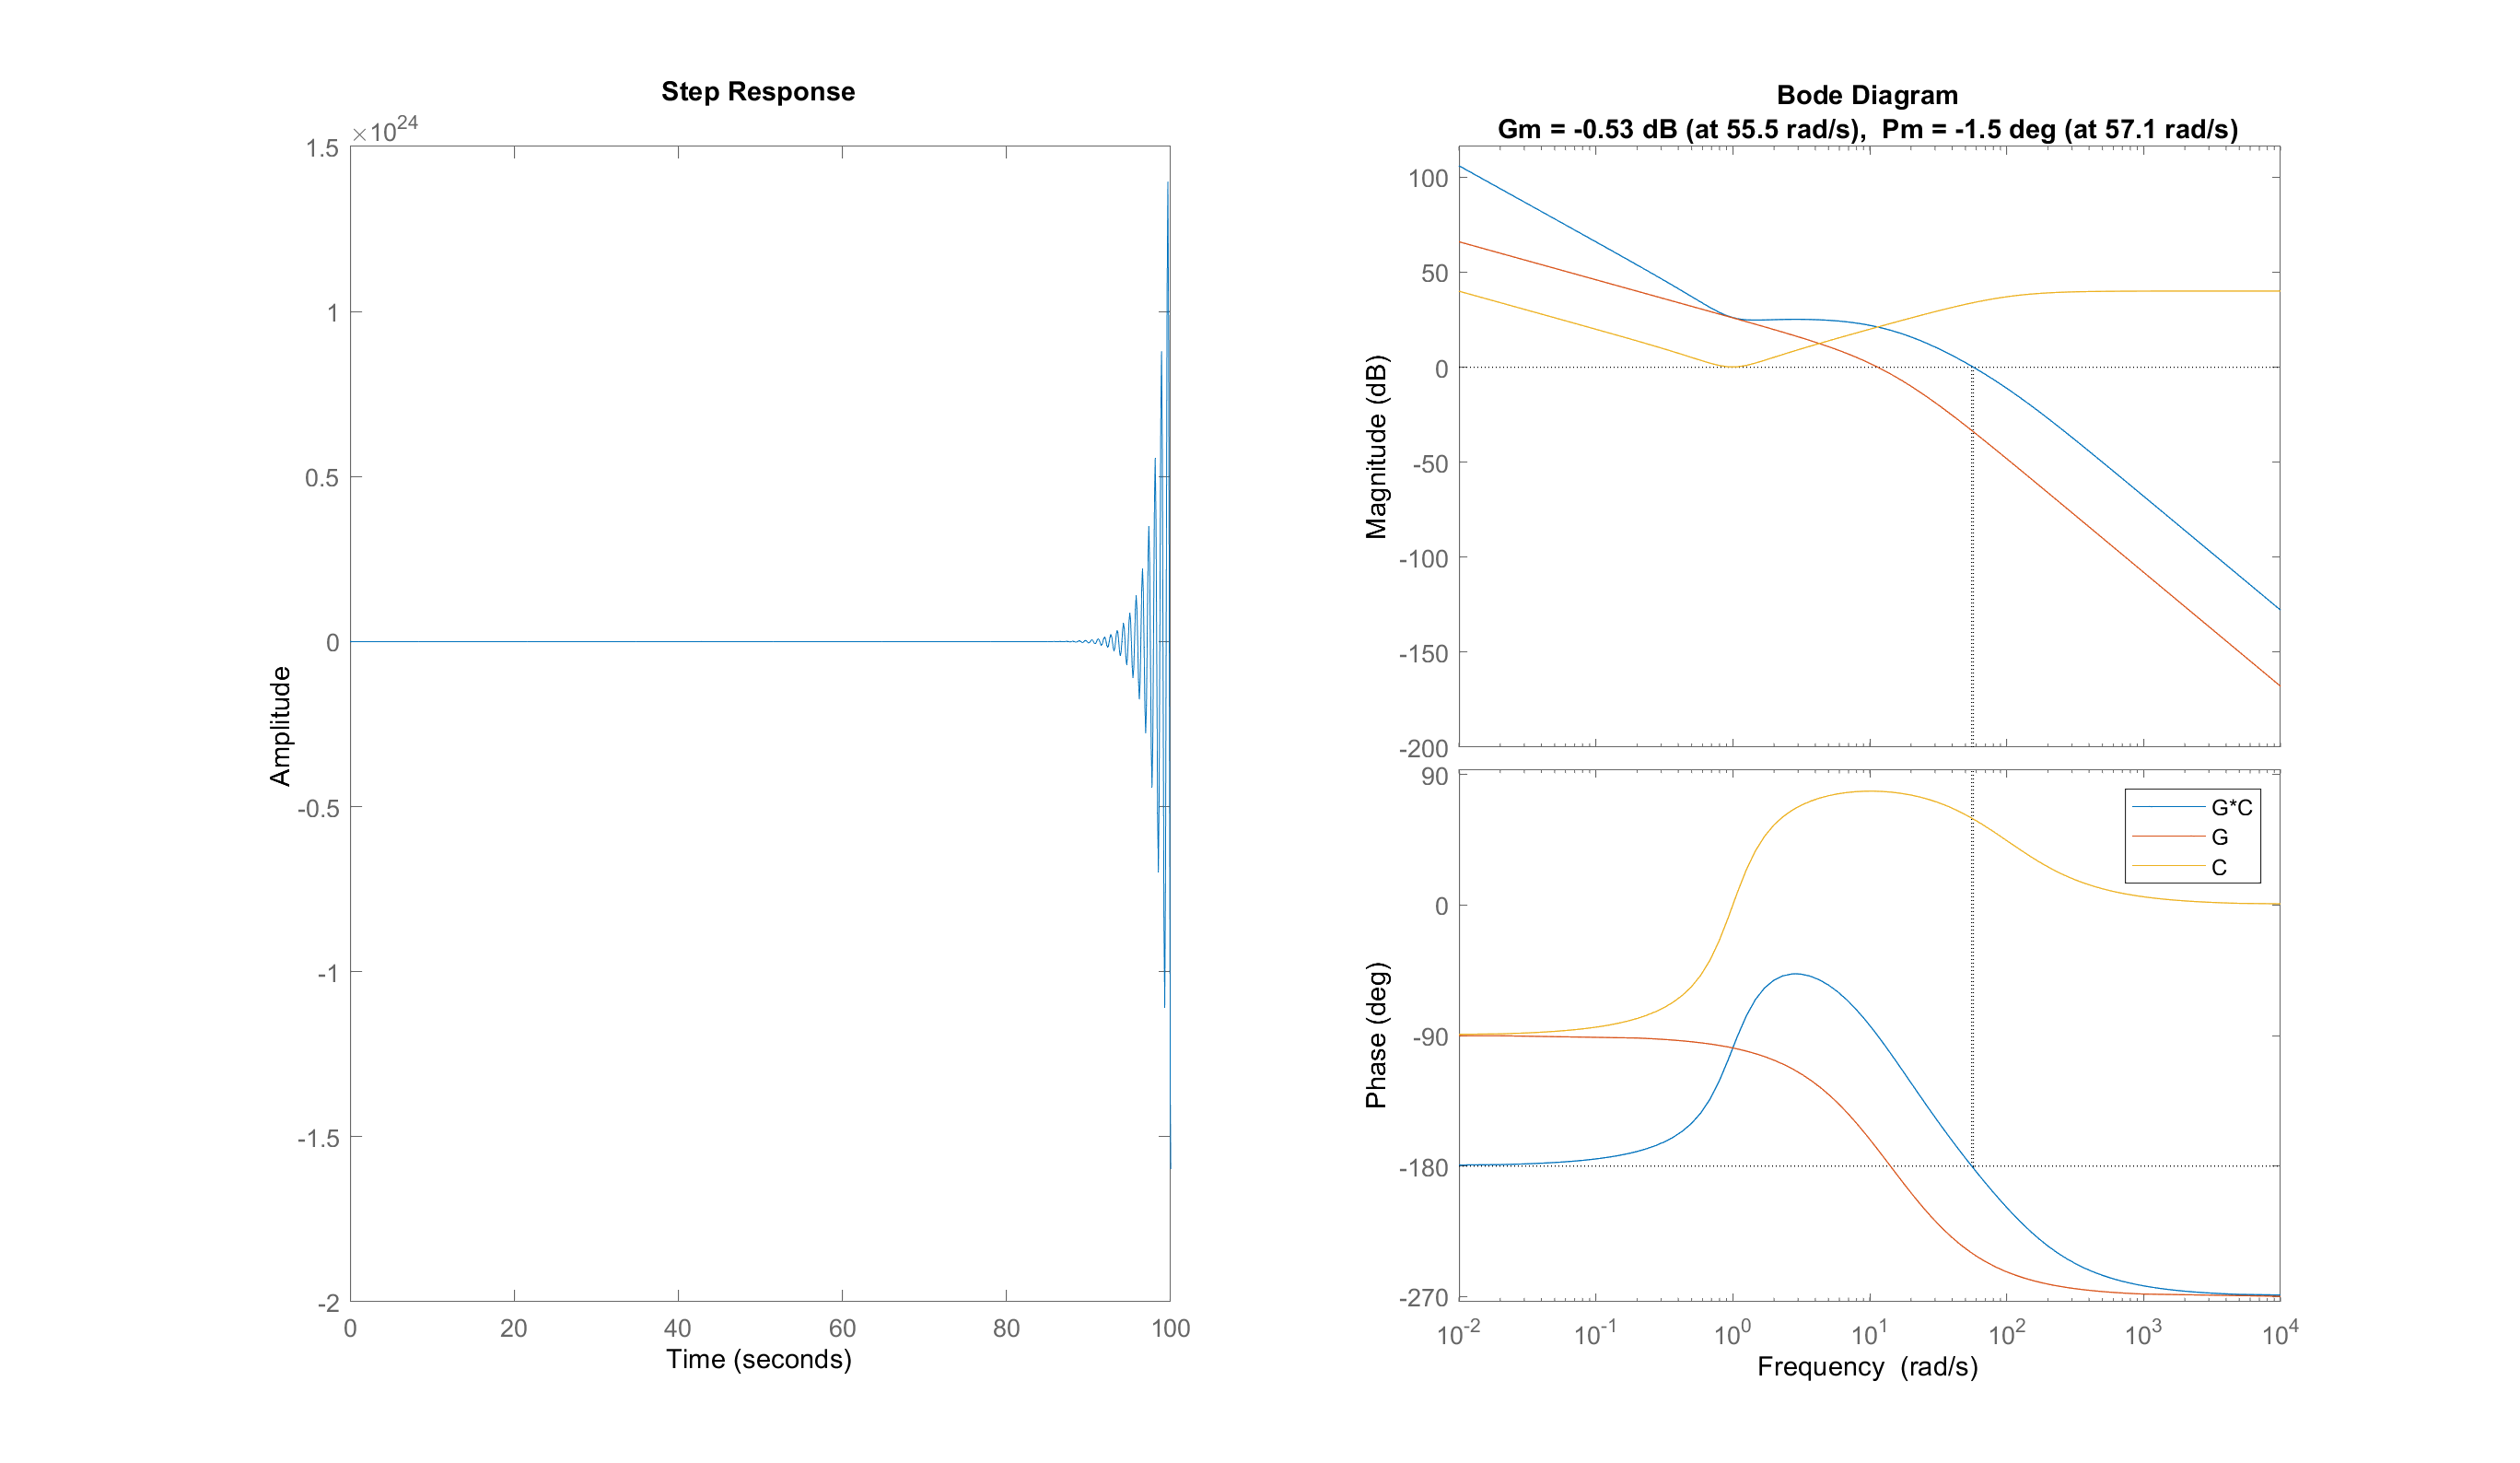 Step Response
×10^24
1.5
1
0.5
0
-0.5
-1
-1.5
-2
Amplitude
0 20 40 60 80 100
Time (seconds)
Bode Diagram
Gm = -0.53 dB (at 55.5 rad/s), Pm = -1.5 deg (at 57.1 rad/s)
100
50
0
-50
-100
-150
-200
Magnitude (dB)
90
0
-90
-180
-270
Phase (deg)
G*C
G
C
10^-2 10^-1 10^0 10^1 10^2 10^3 10^4
Frequency (rad/s)